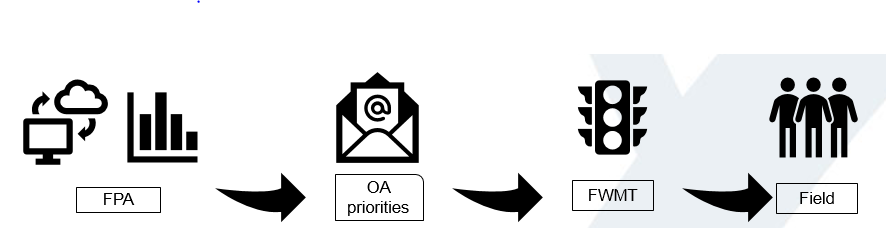 FPA
OA
priorities
FWMT
Field